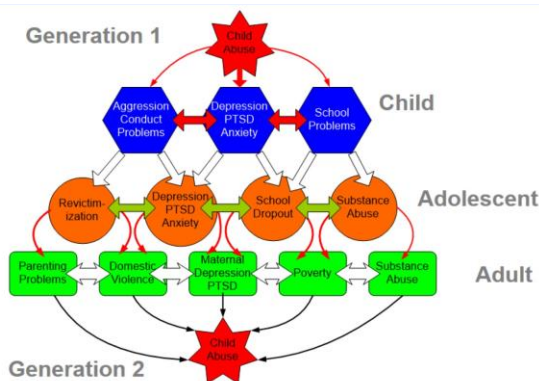 Generation 1
Child
Abuse
Child
Aggression
Conduct
Problems
Depression
PTSD
Anxiety
School
Problems
Adolescent
Revictim-
ization
Depression
PTSD
Anxiety
School
Dropout
Substance
Abuse
Adult
Parenting
Problems
Domestic
Violence
Maternal
Depression
PTSD
Poverty
Substance
Abuse
Child
Abuse
Generation 2